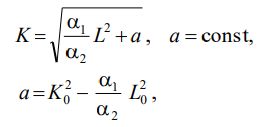 K = √(α₁/α₂ L² + a), a = const,
a = K₀² − α₁/α₂ L₀²,